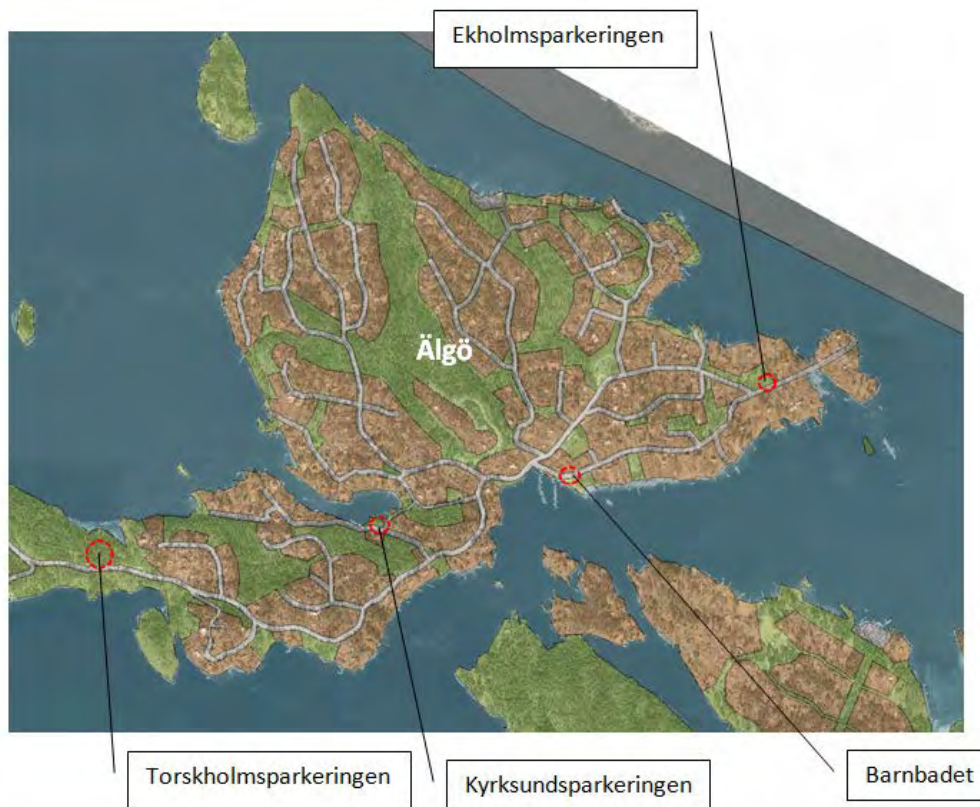 Ekholmsparkeringen
Älgö
Torskholmsparkeringen
Kyrksundsparkeringen
Barnbadet